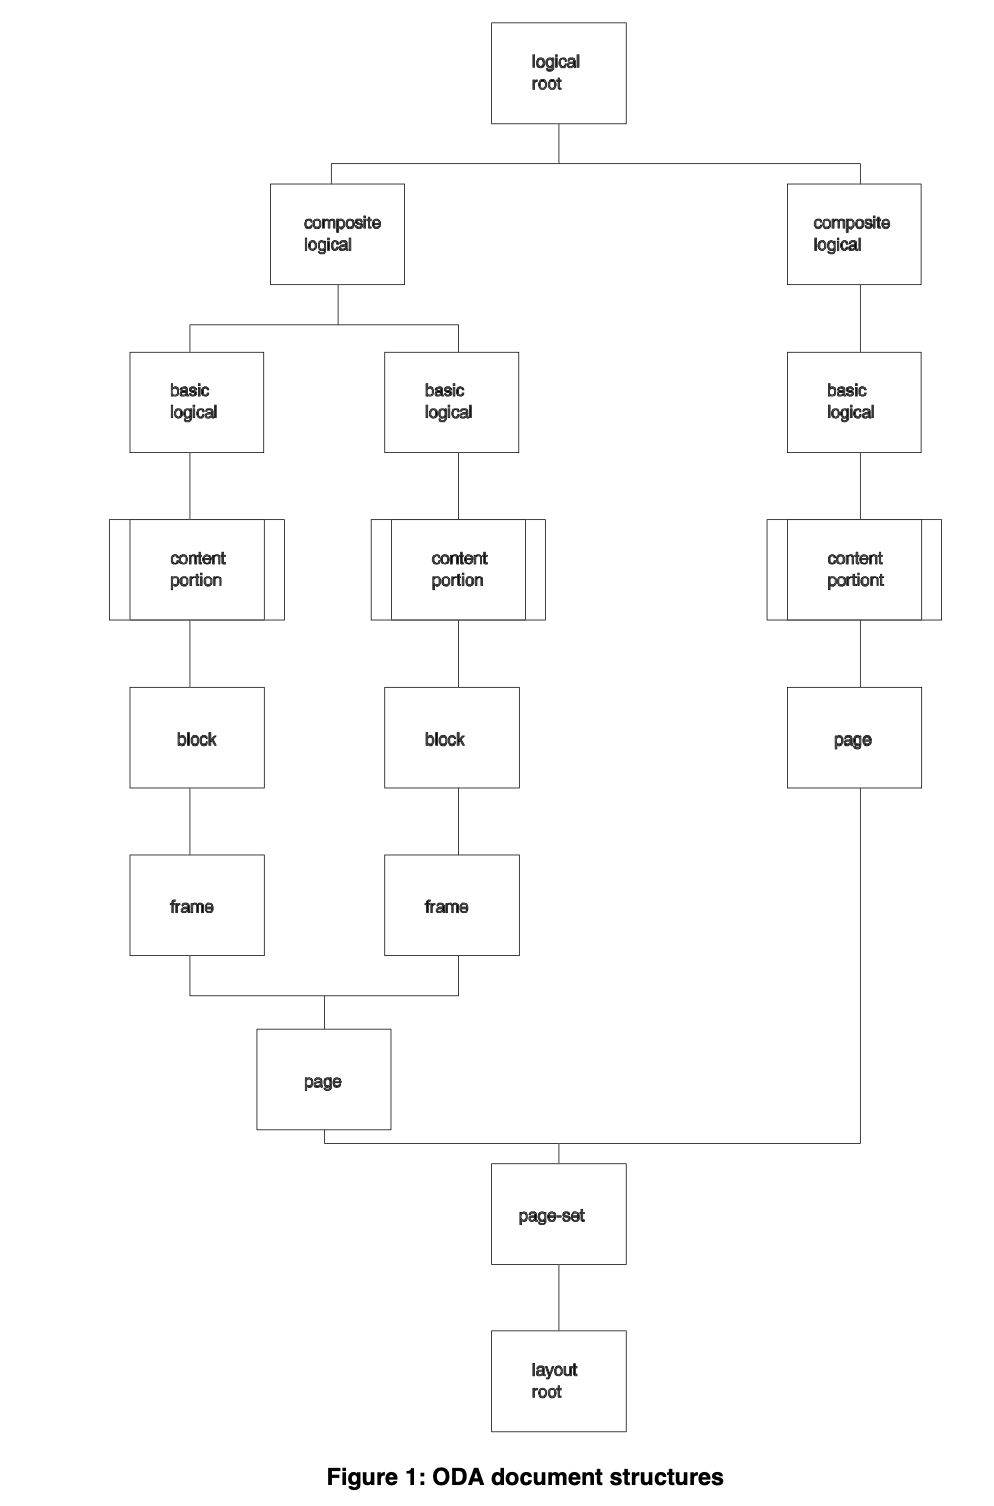 logical
root
composite
logical
composite
logical
basic
logical
basic
logical
basic
logical
content
portion
content
portion
content
portiont
block
block
page
frame
frame
page
page-set
layout
root
Figure 1: ODA document structures